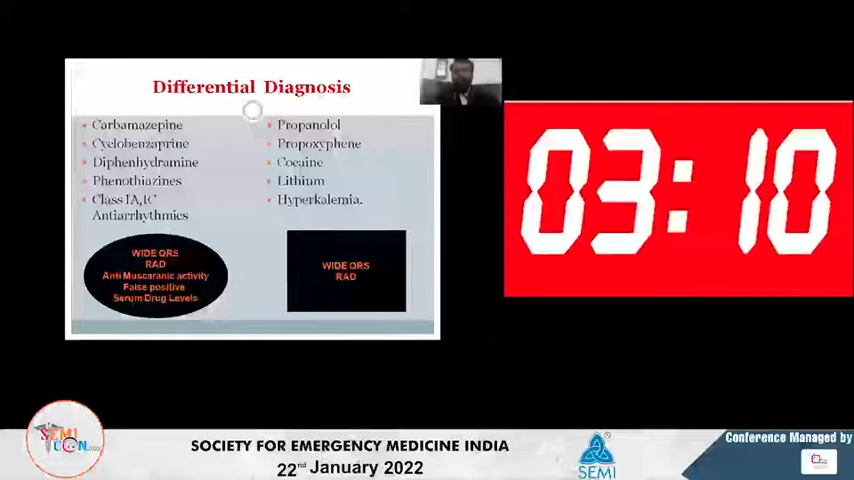 Differential Diagnosis
Carbamazepine
Cyclobenzaprine
Diphenhydramine
Phenothiazines
Class IA,IC
Antiarrhythmics
Propanolol
Propoxyphene
Cocaine
Lithium
Hyperkalemia.
WIDE QRS
RAD
Anti Muscaranic activity
False positive
Serum Drug Levels
WIDE QRS
RAD
03:10
SEMI
CON
SOCIETY FOR EMERGENCY MEDICINE INDIA
22nd January 2022
SEMI
Conference Managed by